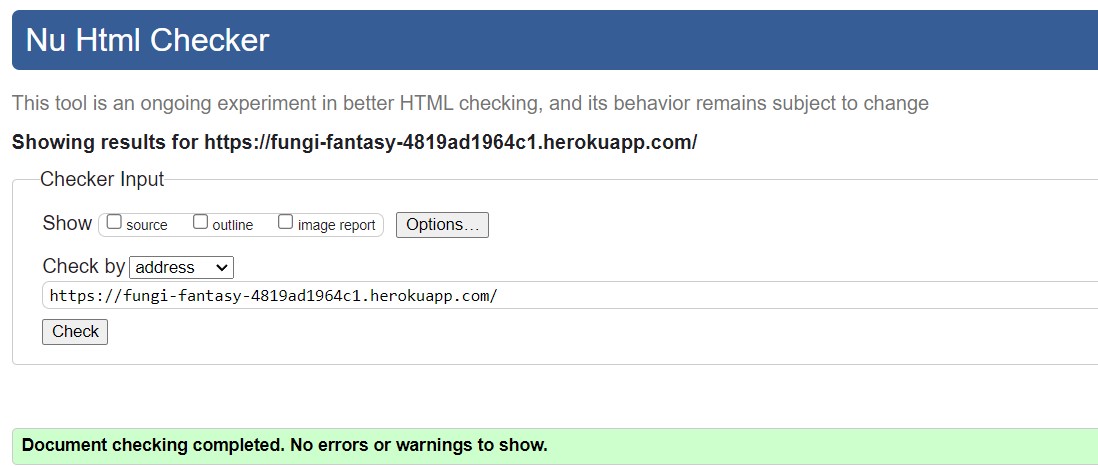 Nu Html Checker
This tool is an ongoing experiment in better HTML checking, and its behavior remains subject to change
Showing results for https://fungi-fantasy-4819ad1964c1.herokuapp.com/
Checker Input
Show source outline image report Options...
Check by address
https://fungi-fantasy-4819ad1964c1.herokuapp.com/
Check
Document checking completed. No errors or warnings to show.